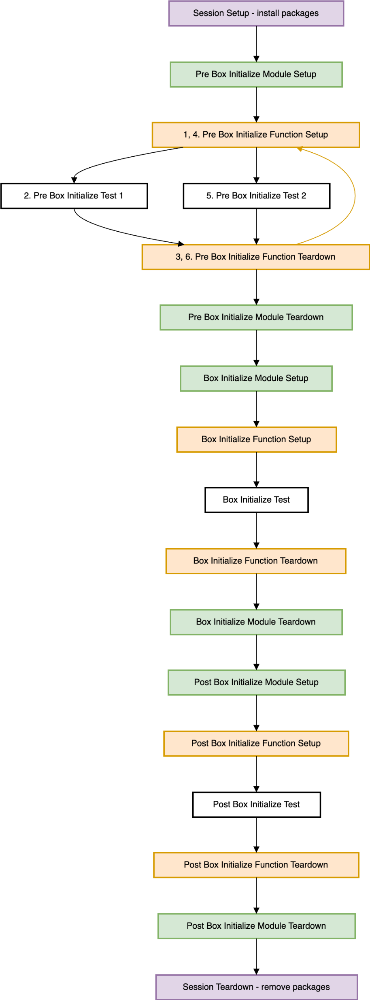 Session Setup - install packages
Pre Box Initialize Module Setup
1, 4. Pre Box Initialize Function Setup
2. Pre Box Initialize Test 1
5. Pre Box Initialize Test 2
3, 6. Pre Box Initialize Function Teardown
Pre Box Initialize Module Teardown
Box Initialize Module Setup
Box Initialize Function Setup
Box Initialize Test
Box Initialize Function Teardown
Box Initialize Module Teardown
Post Box Initialize Module Setup
Post Box Initialize Function Setup
Post Box Initialize Test
Post Box Initialize Function Teardown
Post Box Initialize Module Teardown
Session Teardown - remove packages